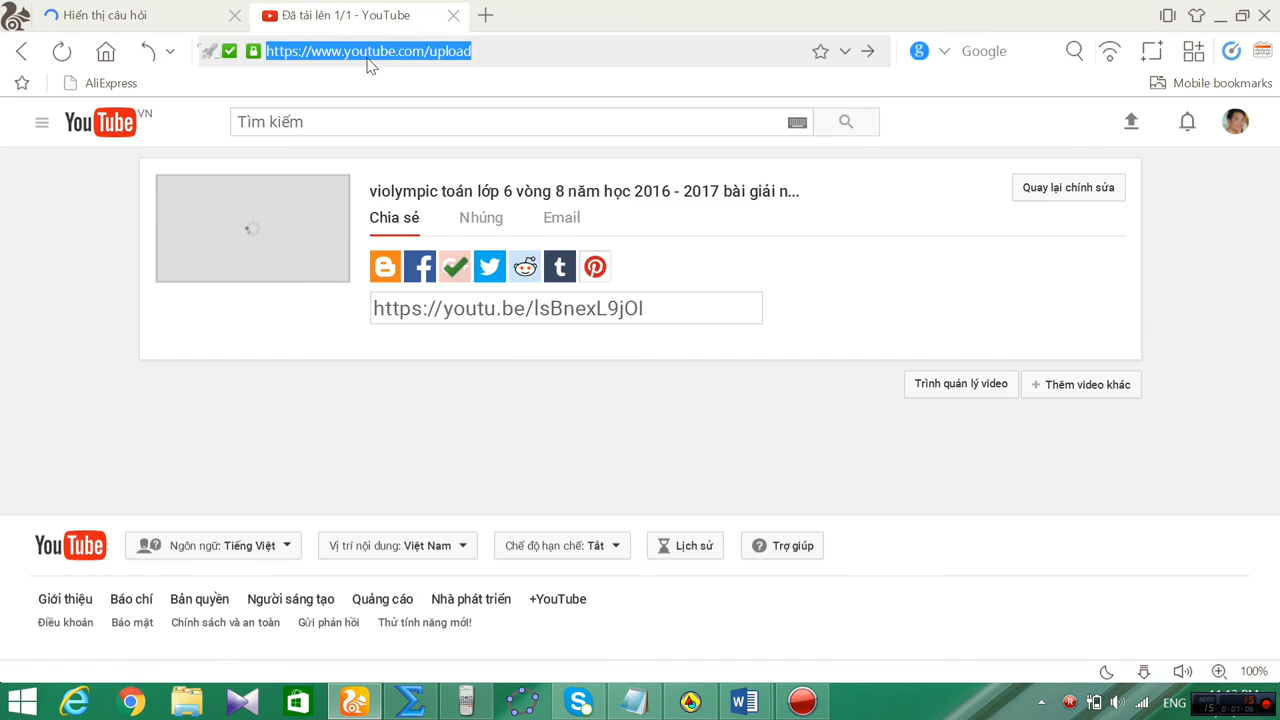 Hiển thị câu hỏi
Đã tải lên 1/1 - YouTube
https://www.youtube.com/upload
Google
AliExpress
Mobile bookmarks
YouTube VN
Tìm kiếm
violympic toán lớp 6 vòng 8 năm học 2016 - 2017 bài giải n...
Quay lại chỉnh sửa
Chia sẻ
Nhúng
Email
https://youtu.be/lsBnexL9jOI
Trình quản lý video
+ Thêm video khác
YouTube
Ngôn ngữ: Tiếng Việt
Vị trí nội dung: Việt Nam
Chế độ hạn chế: Tắt
Lịch sử
Trợ giúp
Giới thiệu
Báo chí
Bản quyền
Người sáng tạo
Quảng cáo
Nhà phát triển
+YouTube
Điều khoản
Bảo mật
Chính sách và an toàn
Gửi phản hồi
Thử tính năng mới!
100%
ENG